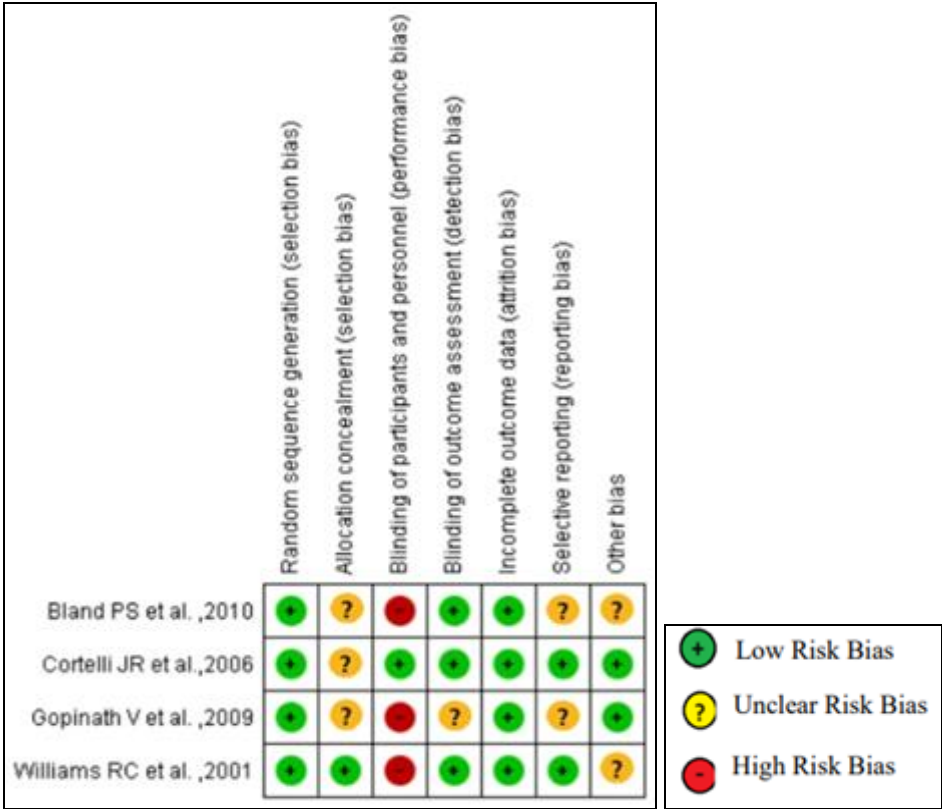 Random sequence generation (selection bias)
Allocation concealment (selection bias)
Blinding of participants and personnel (performance bias)
Blinding of outcome assessment (detection bias)
Incomplete outcome data (attrition bias)
Selective reporting (reporting bias)
Other bias
Bland PS et al. ,2010 + ? - + + ? ?
Cortelli JR et al.,2006 + ? + + + + +
Gopinath V et al. ,2009 + ? - ? + ? +
Williams RC et al. ,2001 + + - + + + ?
+ Low Risk Bias
? Unclear Risk Bias
- High Risk Bias